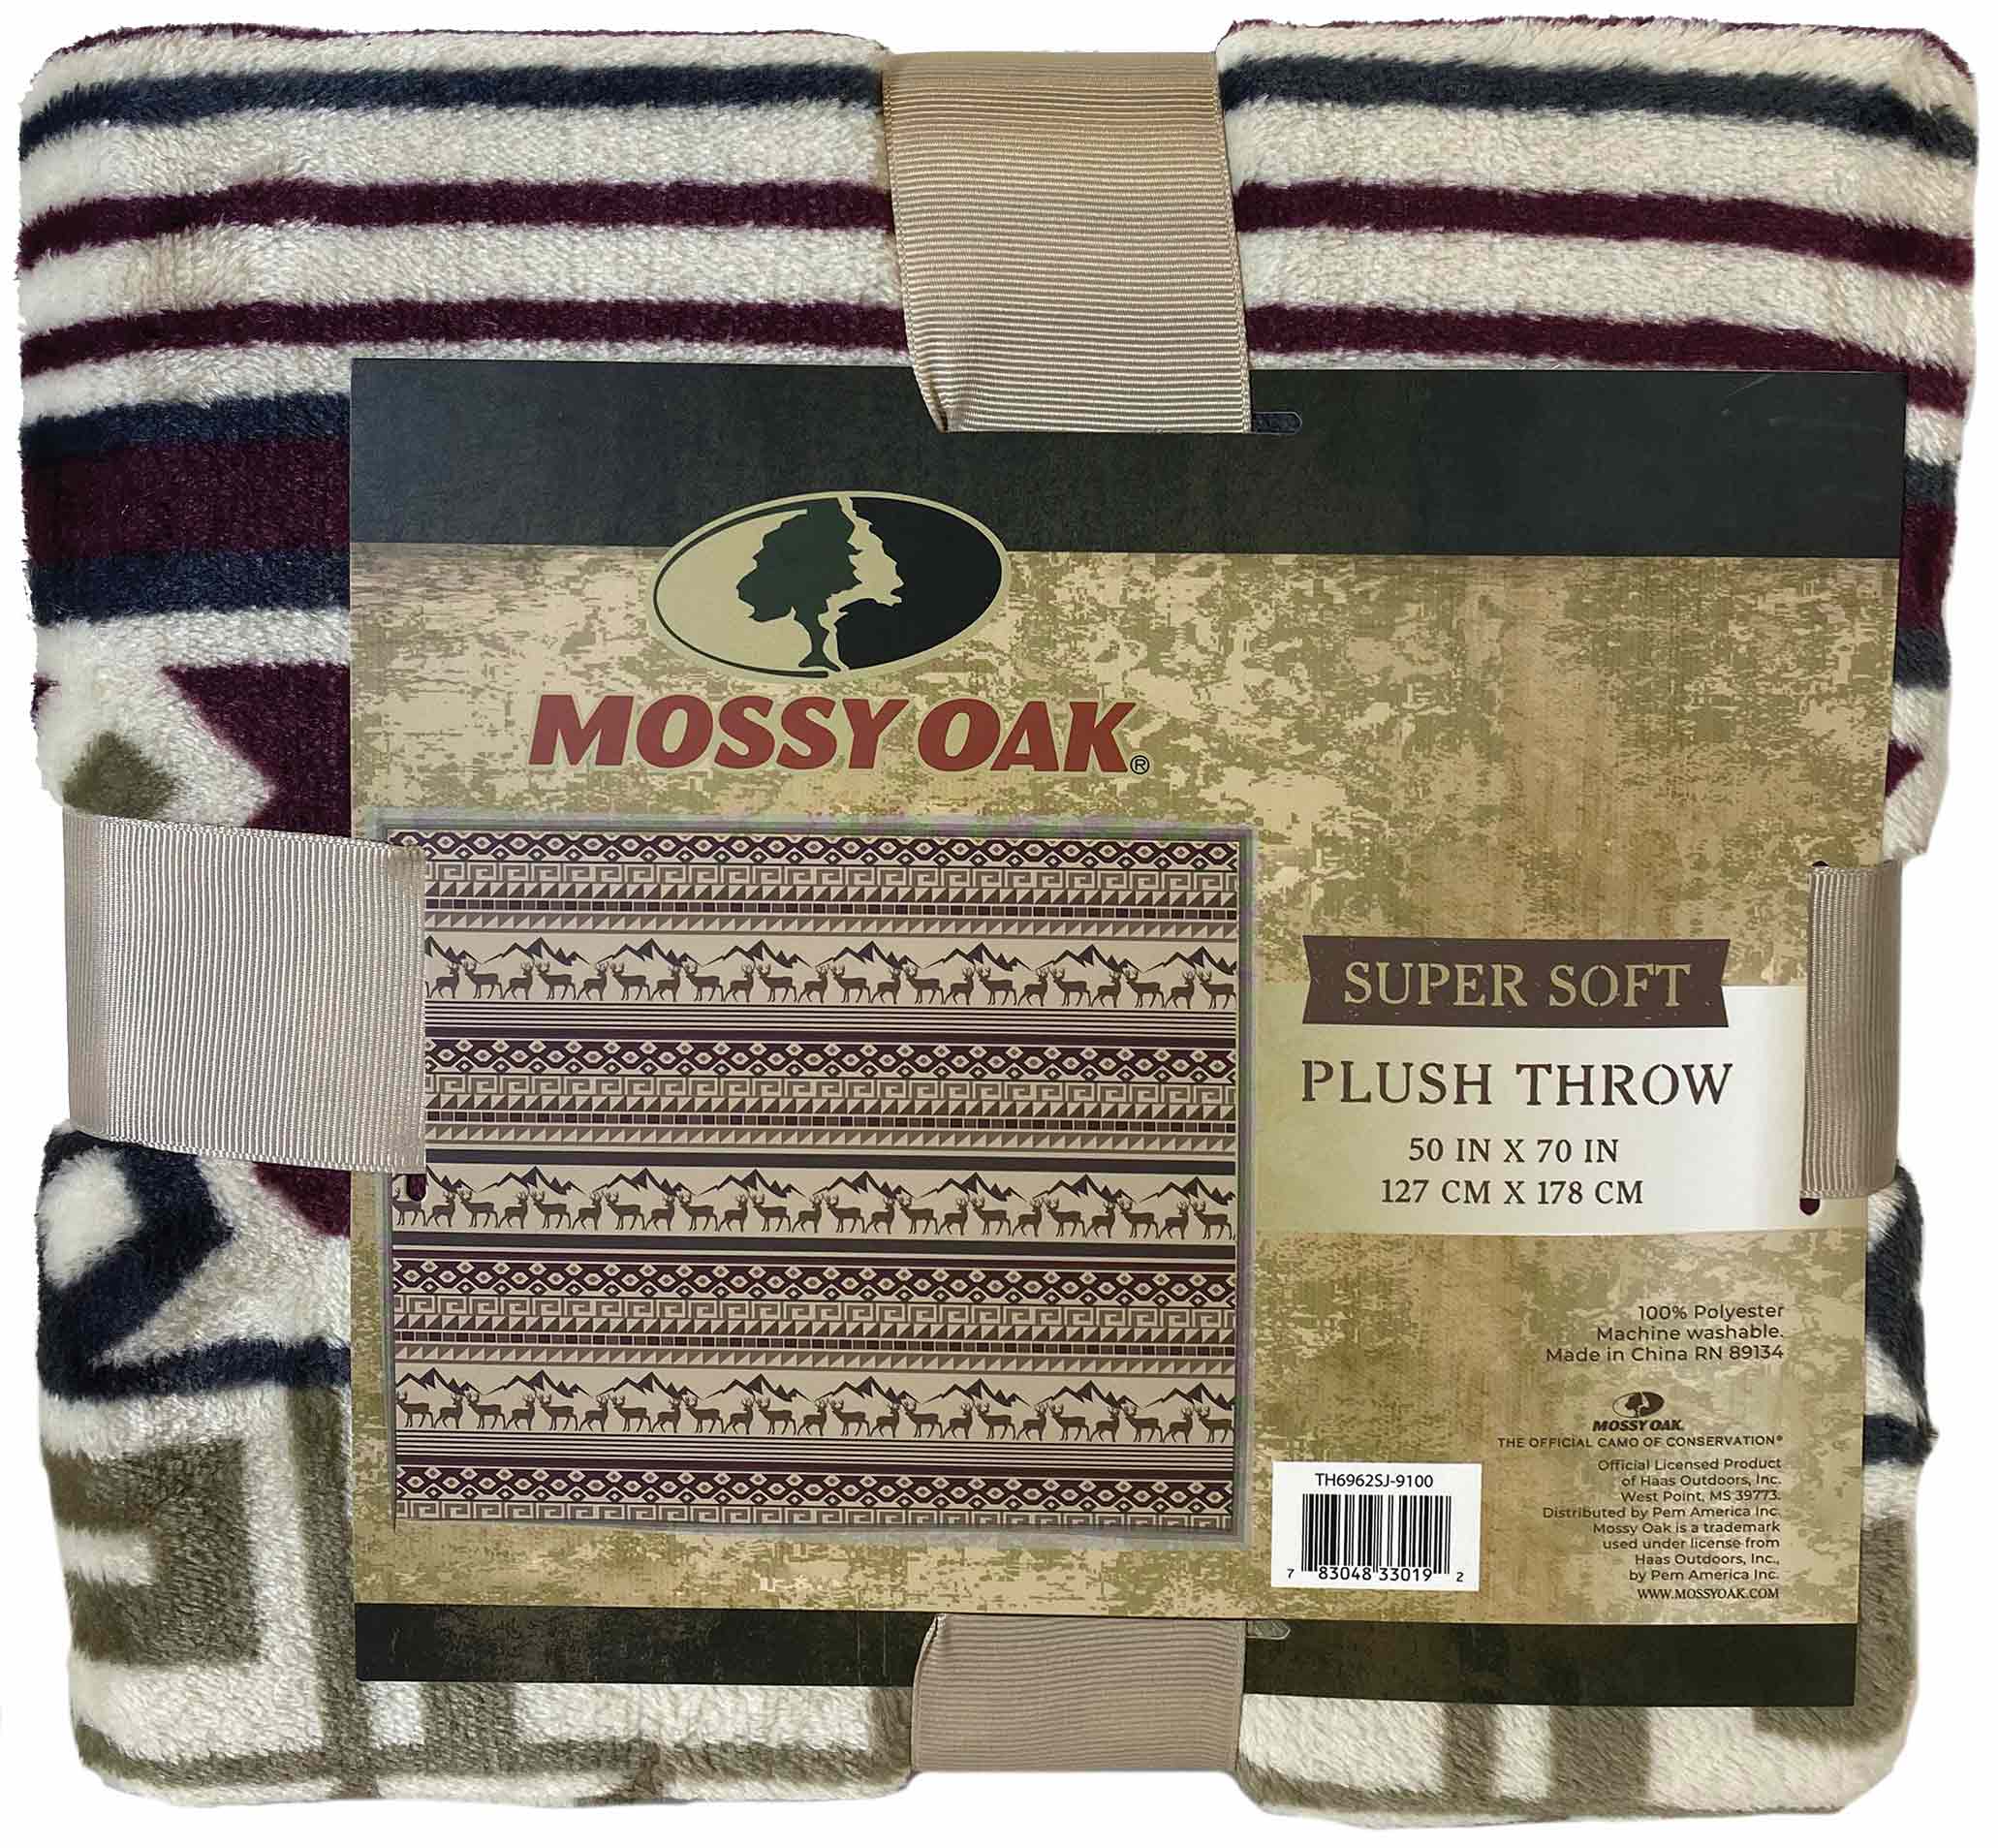 MOSSY OAK®
SUPER SOFT
PLUSH THROW
50 IN X 70 IN
127 CM X 178 CM
100% Polyester
Machine washable.
Made in China RN 89134
MOSSY OAK.
THE OFFICIAL CAMO OF CONSERVATION®
Official Licensed Product
of Haas Outdoors, Inc.
West Point, MS 39773.
Distributed by Pem America Inc.
Mossy Oak is a trademark
used under license from
Haas Outdoors, Inc.,
by Pem America Inc.
WWW.MOSSYOAK.COM
TH6962SJ-9100
7 83048 33019 2